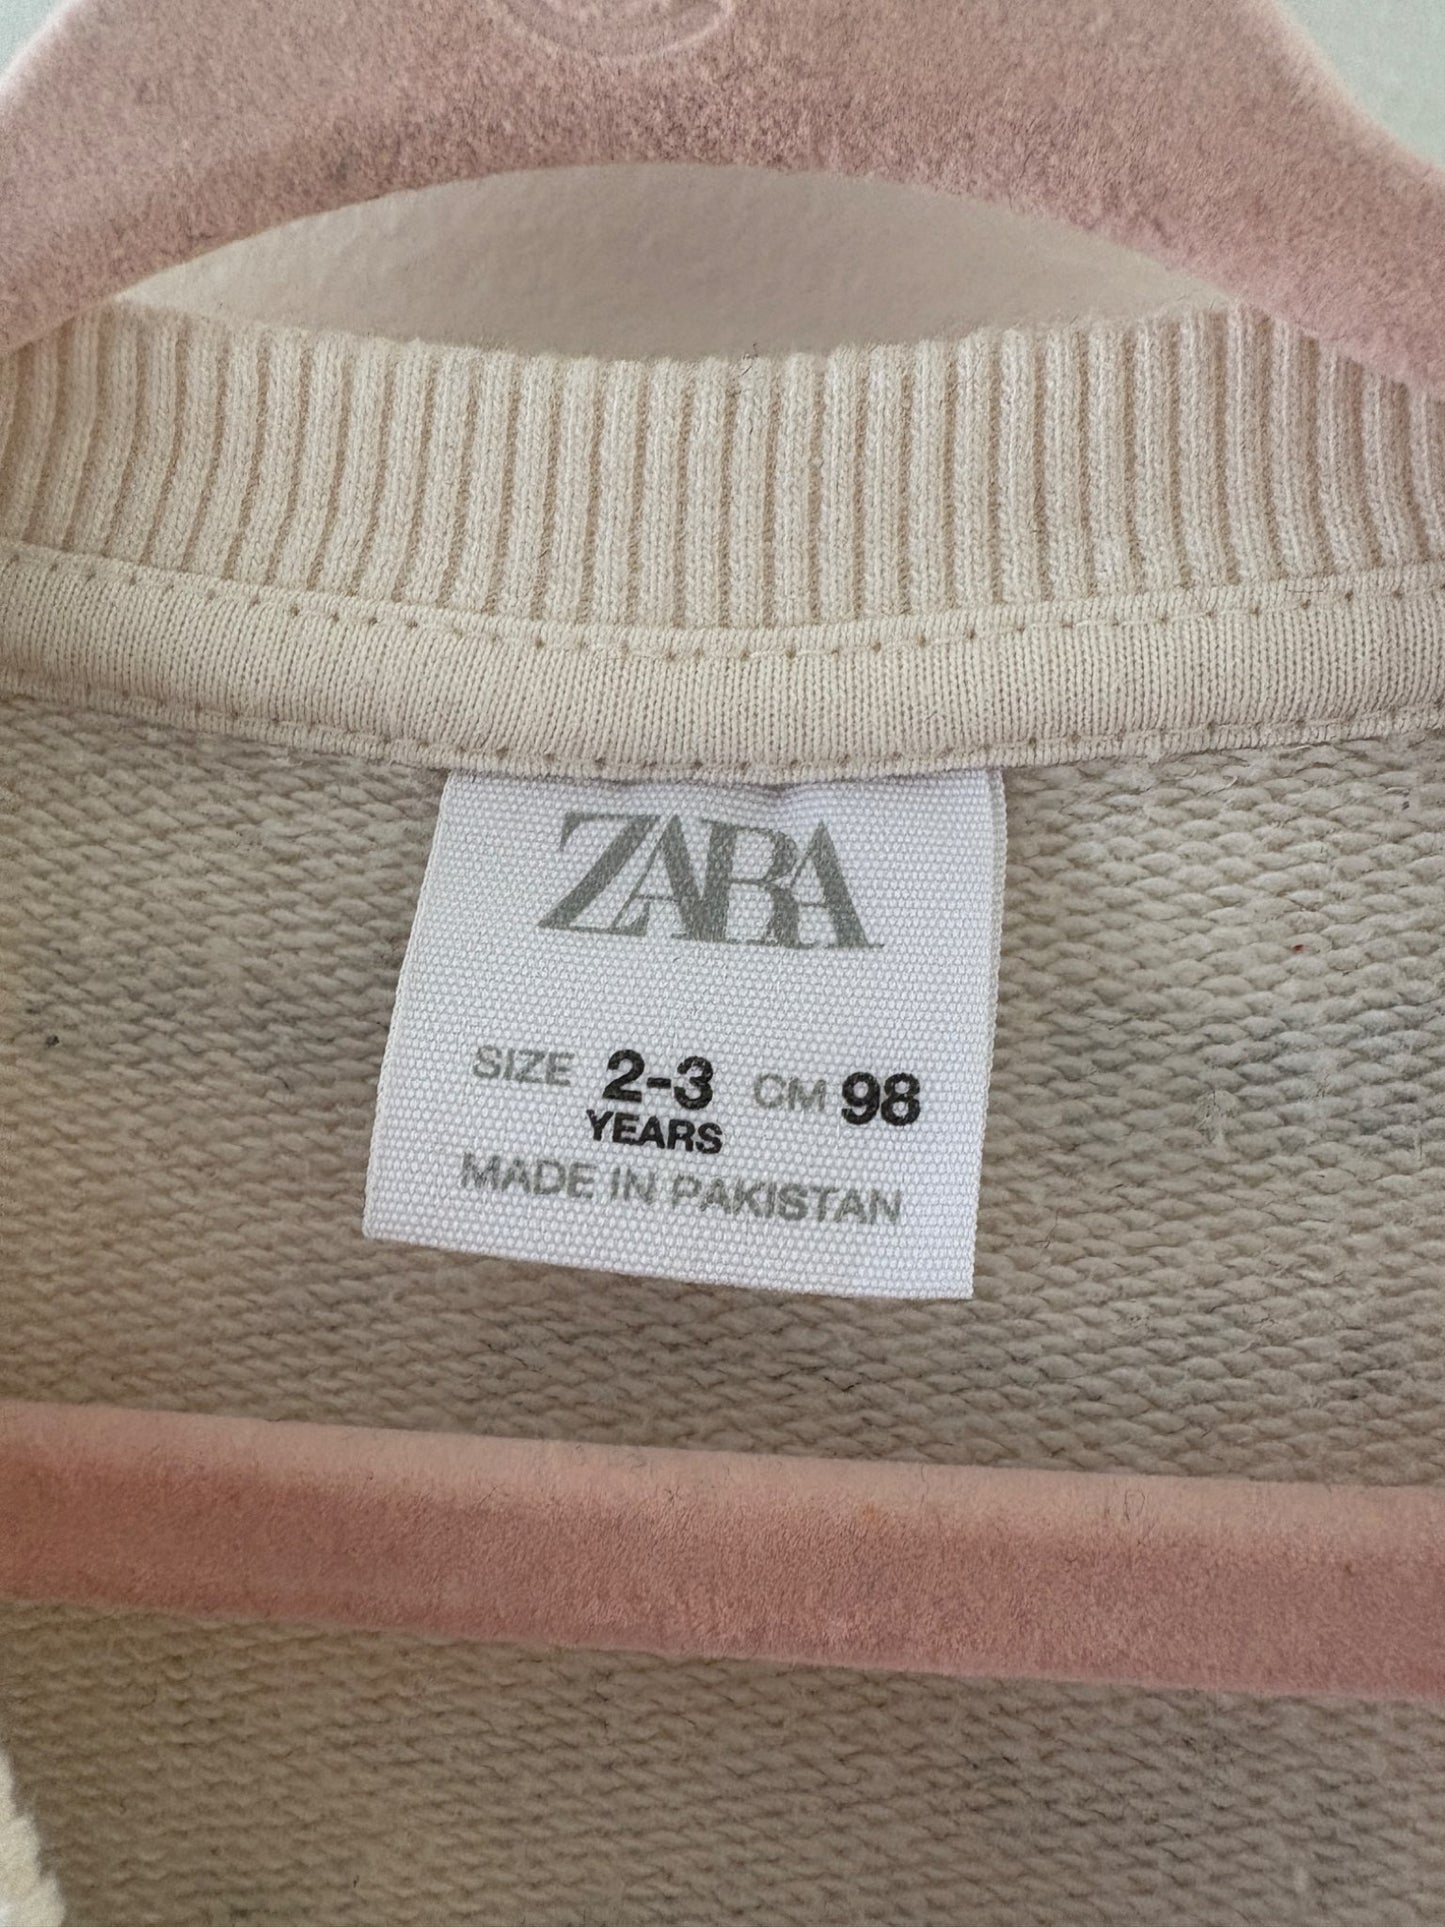 ZARA
SIZE 2-3 CM 98
YEARS
MADE IN PAKISTAN